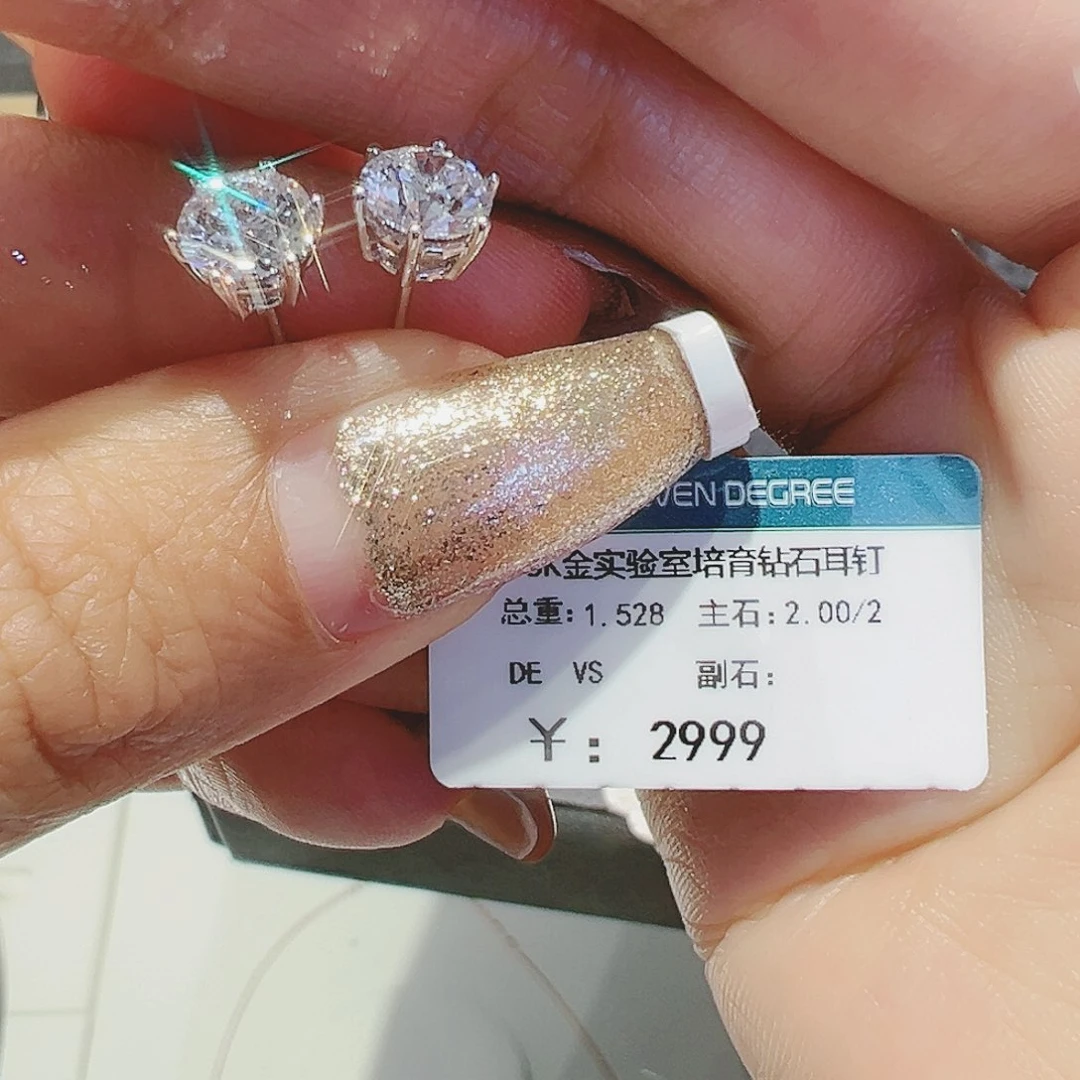 VEN DEGREE
K金实验室培育钻石耳钉
总重:1.528 主石:2.00/2
DE VS 副石:
¥: 2999